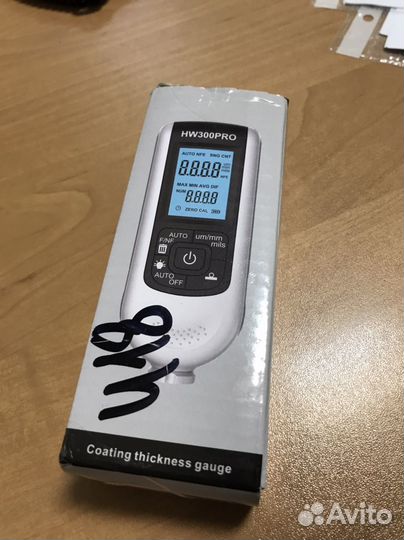 HW300PRO
AUTO NFE SNG CNT
8.8.8.8
MAX MIN AVG DIF
NUM 8.8.8.8
ZERO CAL
AUTO um/mm
F/NF mils
AUTO
OFF
Coating thickness gauge
Avito